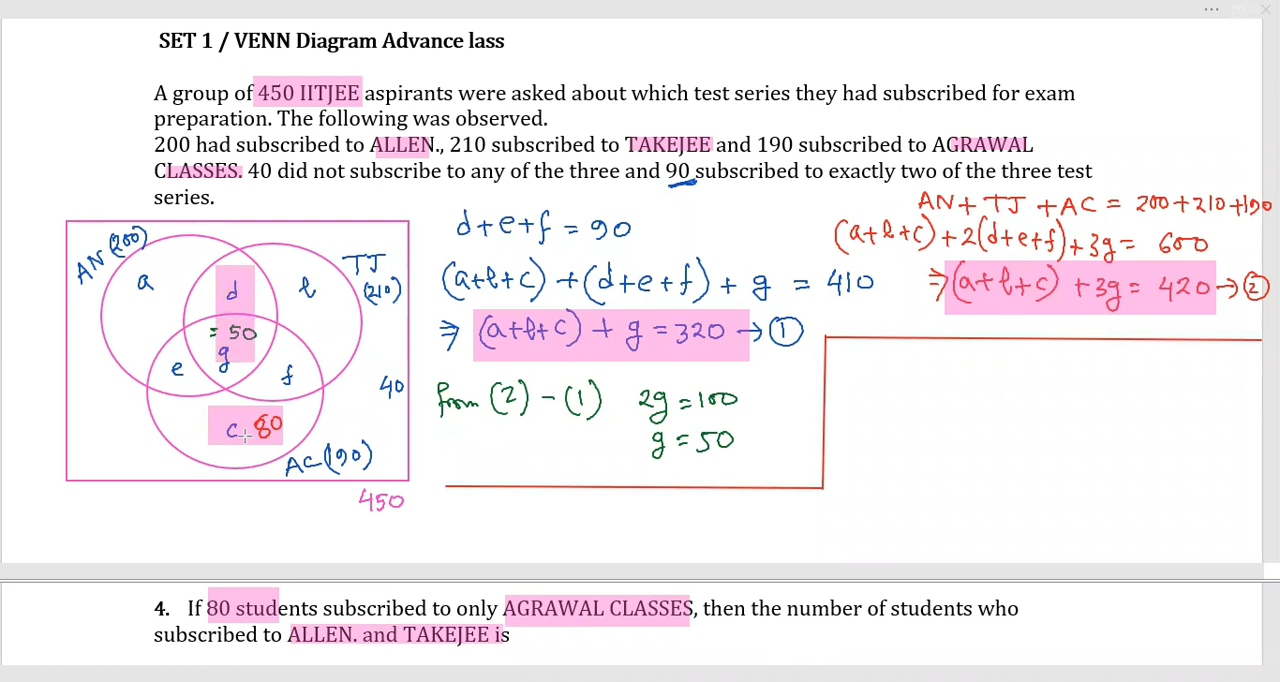 SET 1 / VENN Diagram Advance lass
A group of 450 IITJEE aspirants were asked about which test series they had subscribed for exam
preparation. The following was observed.
200 had subscribed to ALLEN., 210 subscribed to TAKEJEE and 190 subscribed to AGRAWAL
CLASSES. 40 did not subscribe to any of the three and 90 subscribed to exactly two of the three test
series.
AN(200)
TJ
(210)
a
d
b
= 50
g
e
f
40
c 80
AC(90)
450
d+e+f = 90
(a+b+c) + (d+e+f) + g = 410
⇒ (a+b+c) + g = 320 → ①
from (2) - (1) 2g = 100
g = 50
AN + TJ + AC = 200+210+190
(a+b+c) + 2(d+e+f) + 3g = 600
⇒ (a+b+c) + 3g = 420 → ②
4. If 80 students subscribed to only AGRAWAL CLASSES, then the number of students who
subscribed to ALLEN. and TAKEJEE is